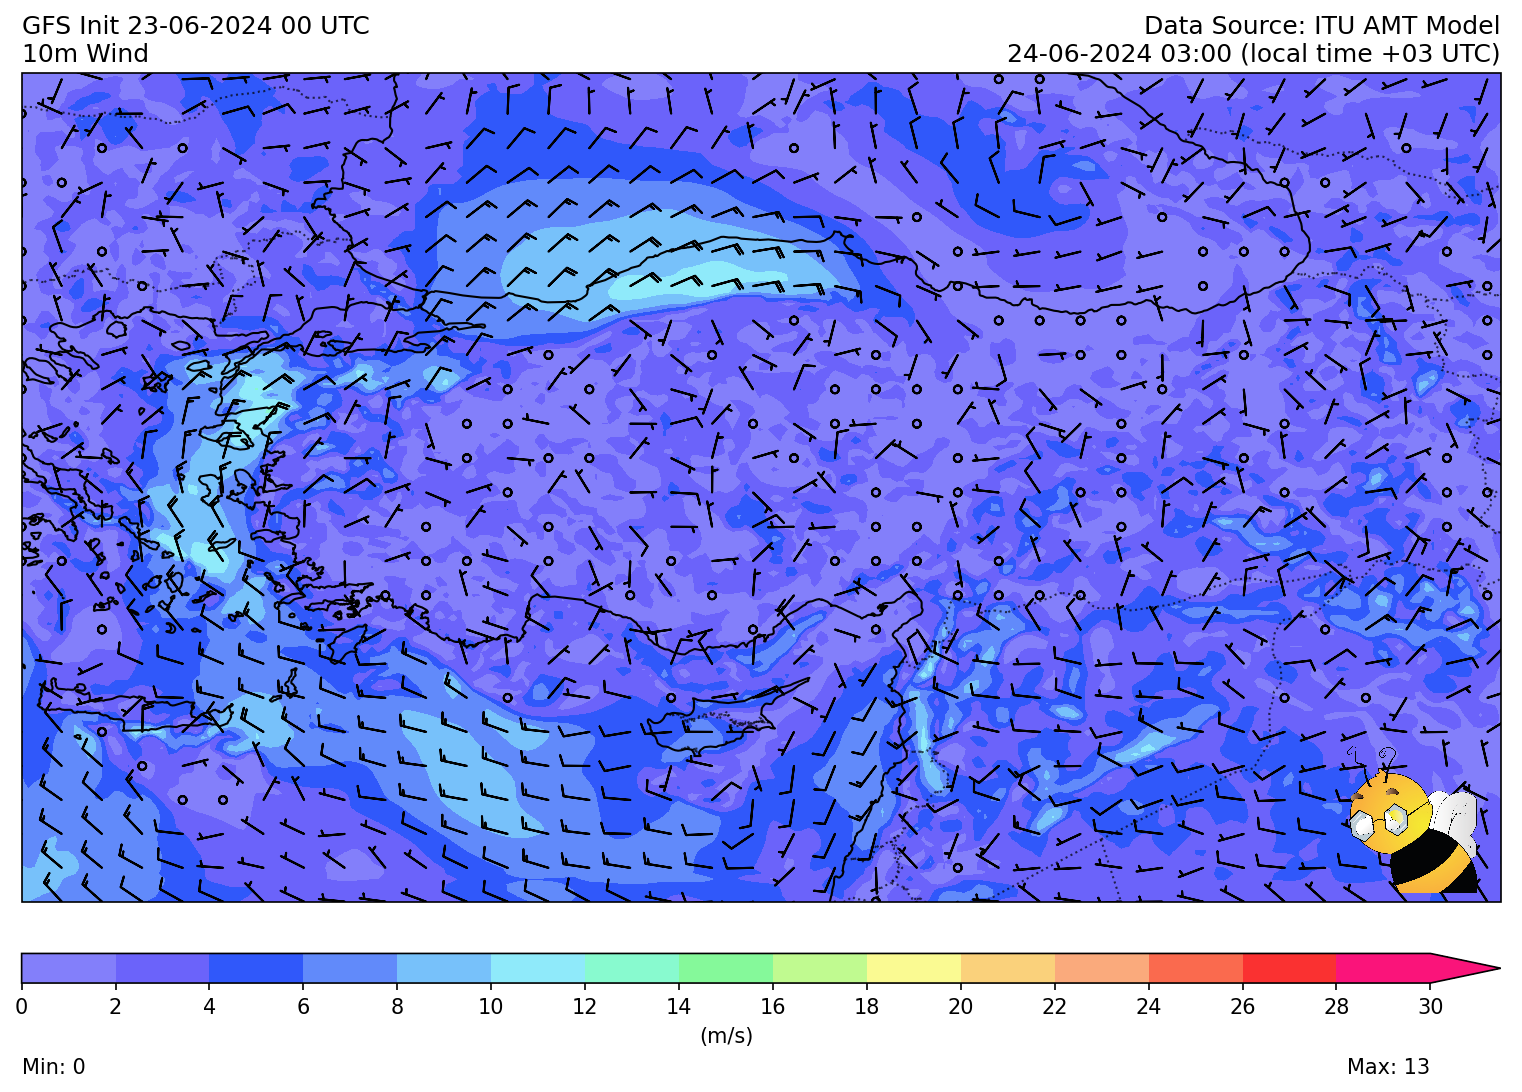 GFS Init 23-06-2024 00 UTC
Data Source: ITU AMT Model
10m Wind
24-06-2024 03:00 (local time +03 UTC)
0 2 4 6 8 10 12 14 16 18 20 22 24 26 28 30
(m/s)
Min: 0
Max: 13